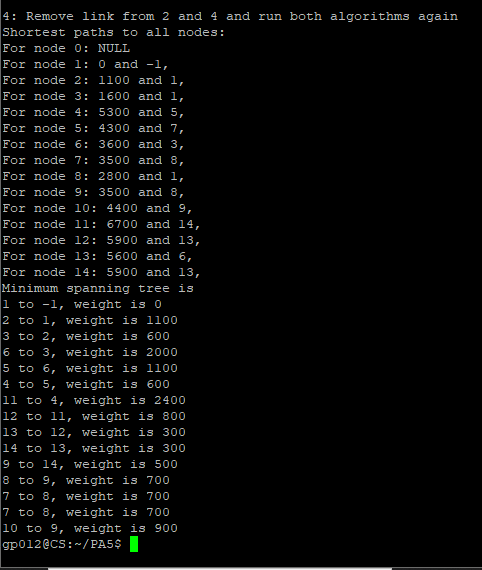 4: Remove link from 2 and 4 and run both algorithms again
Shortest paths to all nodes:
For node 0: NULL
For node 1: 0 and -1,
For node 2: 1100 and 1,
For node 3: 1600 and 1,
For node 4: 5300 and 5,
For node 5: 4300 and 7,
For node 6: 3600 and 3,
For node 7: 3500 and 8,
For node 8: 2800 and 1,
For node 9: 3500 and 8,
For node 10: 4400 and 9,
For node 11: 6700 and 14,
For node 12: 5900 and 13,
For node 13: 5600 and 6,
For node 14: 5900 and 13,
Minimum spanning tree is
1 to -1, weight is 0
2 to 1, weight is 1100
3 to 2, weight is 600
6 to 3, weight is 2000
5 to 6, weight is 1100
4 to 5, weight is 600
11 to 4, weight is 2400
12 to 11, weight is 800
13 to 12, weight is 300
14 to 13, weight is 300
9 to 14, weight is 500
8 to 9, weight is 700
7 to 8, weight is 700
7 to 8, weight is 700
10 to 9, weight is 900
gp012@CS:~/PA5$